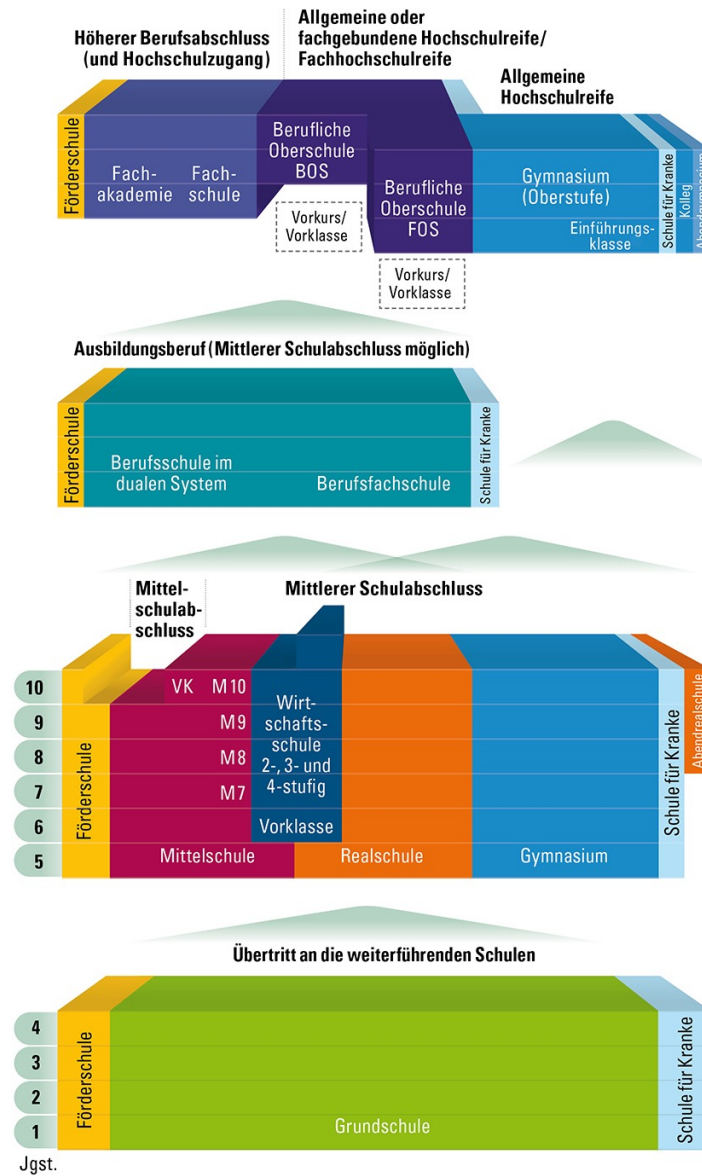 Höherer Berufsabschluss
(und Hochschulzugang)
Allgemeine oder
fachgebundene Hochschulreife/
Fachhochschulreife
Allgemeine
Hochschulreife
Förderschule
Fach-
akademie
Fach-
schule
Berufliche
Oberschule
BOS
Vorkurs/
Vorklasse
Berufliche
Oberschule
FOS
Vorkurs/
Vorklasse
Gymnasium
(Oberstufe)
Einführungs-
klasse
Schule für Kranke
Kolleg
Abendgymnasium
Ausbildungsberuf (Mittlerer Schulabschluss möglich)
Förderschule
Berufsschule im
dualen System
Berufsfachschule
Schule für Kranke
Mittel-
schulab-
schluss
Mittlerer Schulabschluss
10
9
8
7
6
5
Förderschule
VK M10
M9
M8
M7
Mittelschule
Wirt-
schafts-
schule
2-, 3- und
4-stufig
Vorklasse
Realschule
Gymnasium
Schule für Kranke
Abendrealschule
Übertritt an die weiterführenden Schulen
4
3
2
1
Jgst.
Förderschule
Grundschule
Schule für Kranke